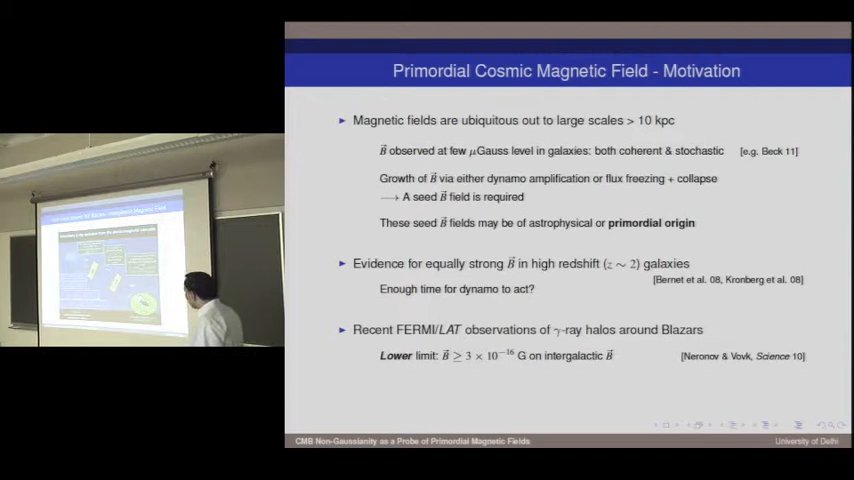 Primordial Cosmic Magnetic Field - Motivation
► Magnetic fields are ubiquitous out to large scales > 10 kpc
B⃗ observed at few μGauss level in galaxies: both coherent & stochastic [e.g. Beck 11]
Growth of B⃗ via either dynamo amplification or flux freezing + collapse
⟶ A seed B⃗ field is required
These seed B⃗ fields may be of astrophysical or primordial origin
► Evidence for equally strong B⃗ in high redshift (z ∼ 2) galaxies
[Bernet et al. 08, Kronberg et al. 08]
Enough time for dynamo to act?
► Recent FERMI/LAT observations of γ-ray halos around Blazars
Lower limit: B⃗ ≥ 3 × 10⁻¹⁶ G on intergalactic B⃗ [Neronov & Vovk, Science 10]
CMB Non-Gaussianity as a Probe of Primordial Magnetic Fields University of Delhi